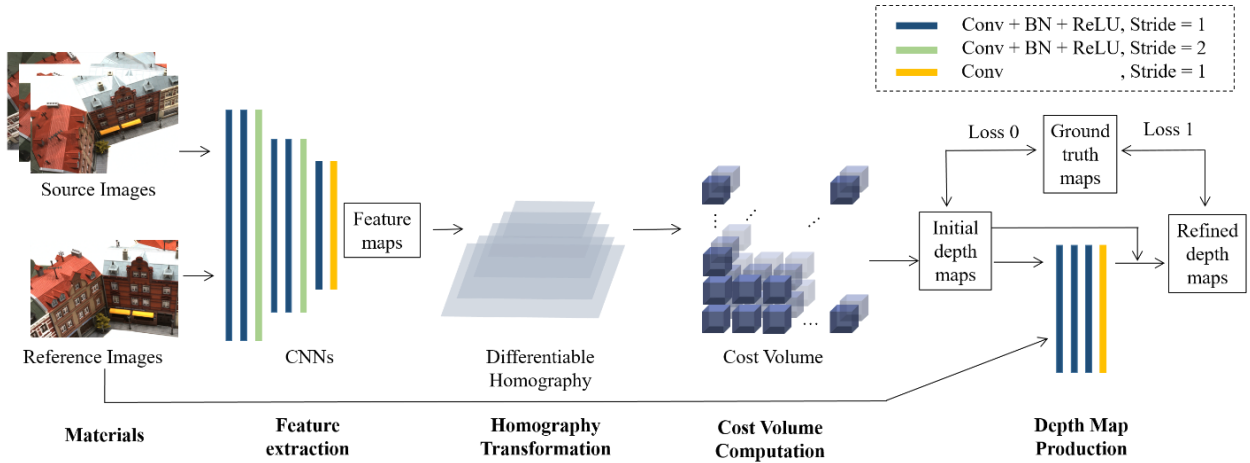 Conv + BN + ReLU, Stride = 1
Conv + BN + ReLU, Stride = 2
Conv , Stride = 1
Source Images
Reference Images
CNNs
Feature
maps
Differentiable
Homography
Cost Volume
Initial
depth
maps
Loss 0
Ground
truth
maps
Loss 1
Refined
depth
maps
Materials
Feature
extraction
Homography
Transformation
Cost Volume
Computation
Depth Map
Production